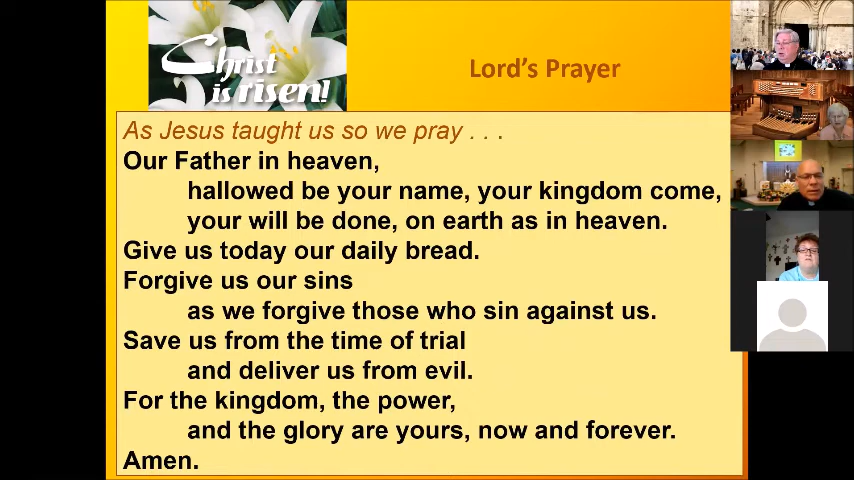 Christ
is risen!
Lord's Prayer
As Jesus taught us so we pray . . .
Our Father in heaven,
hallowed be your name, your kingdom come,
your will be done, on earth as in heaven.
Give us today our daily bread.
Forgive us our sins
as we forgive those who sin against us.
Save us from the time of trial
and deliver us from evil.
For the kingdom, the power,
and the glory are yours, now and forever.
Amen.